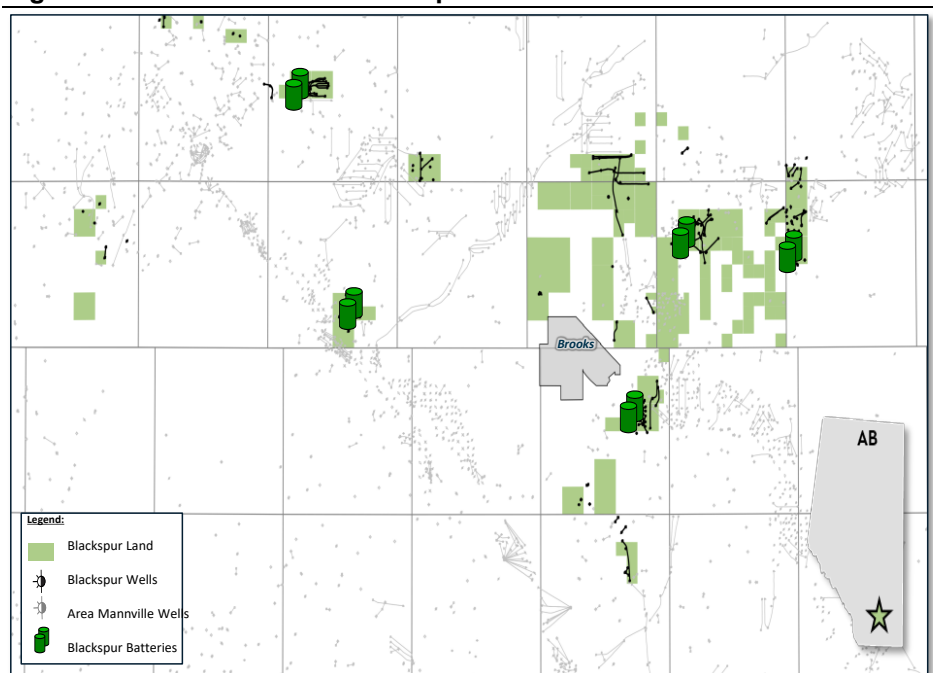 Brooks
AB
Legend:
Blackspur Land
Blackspur Wells
Area Mannville Wells
Blackspur Batteries